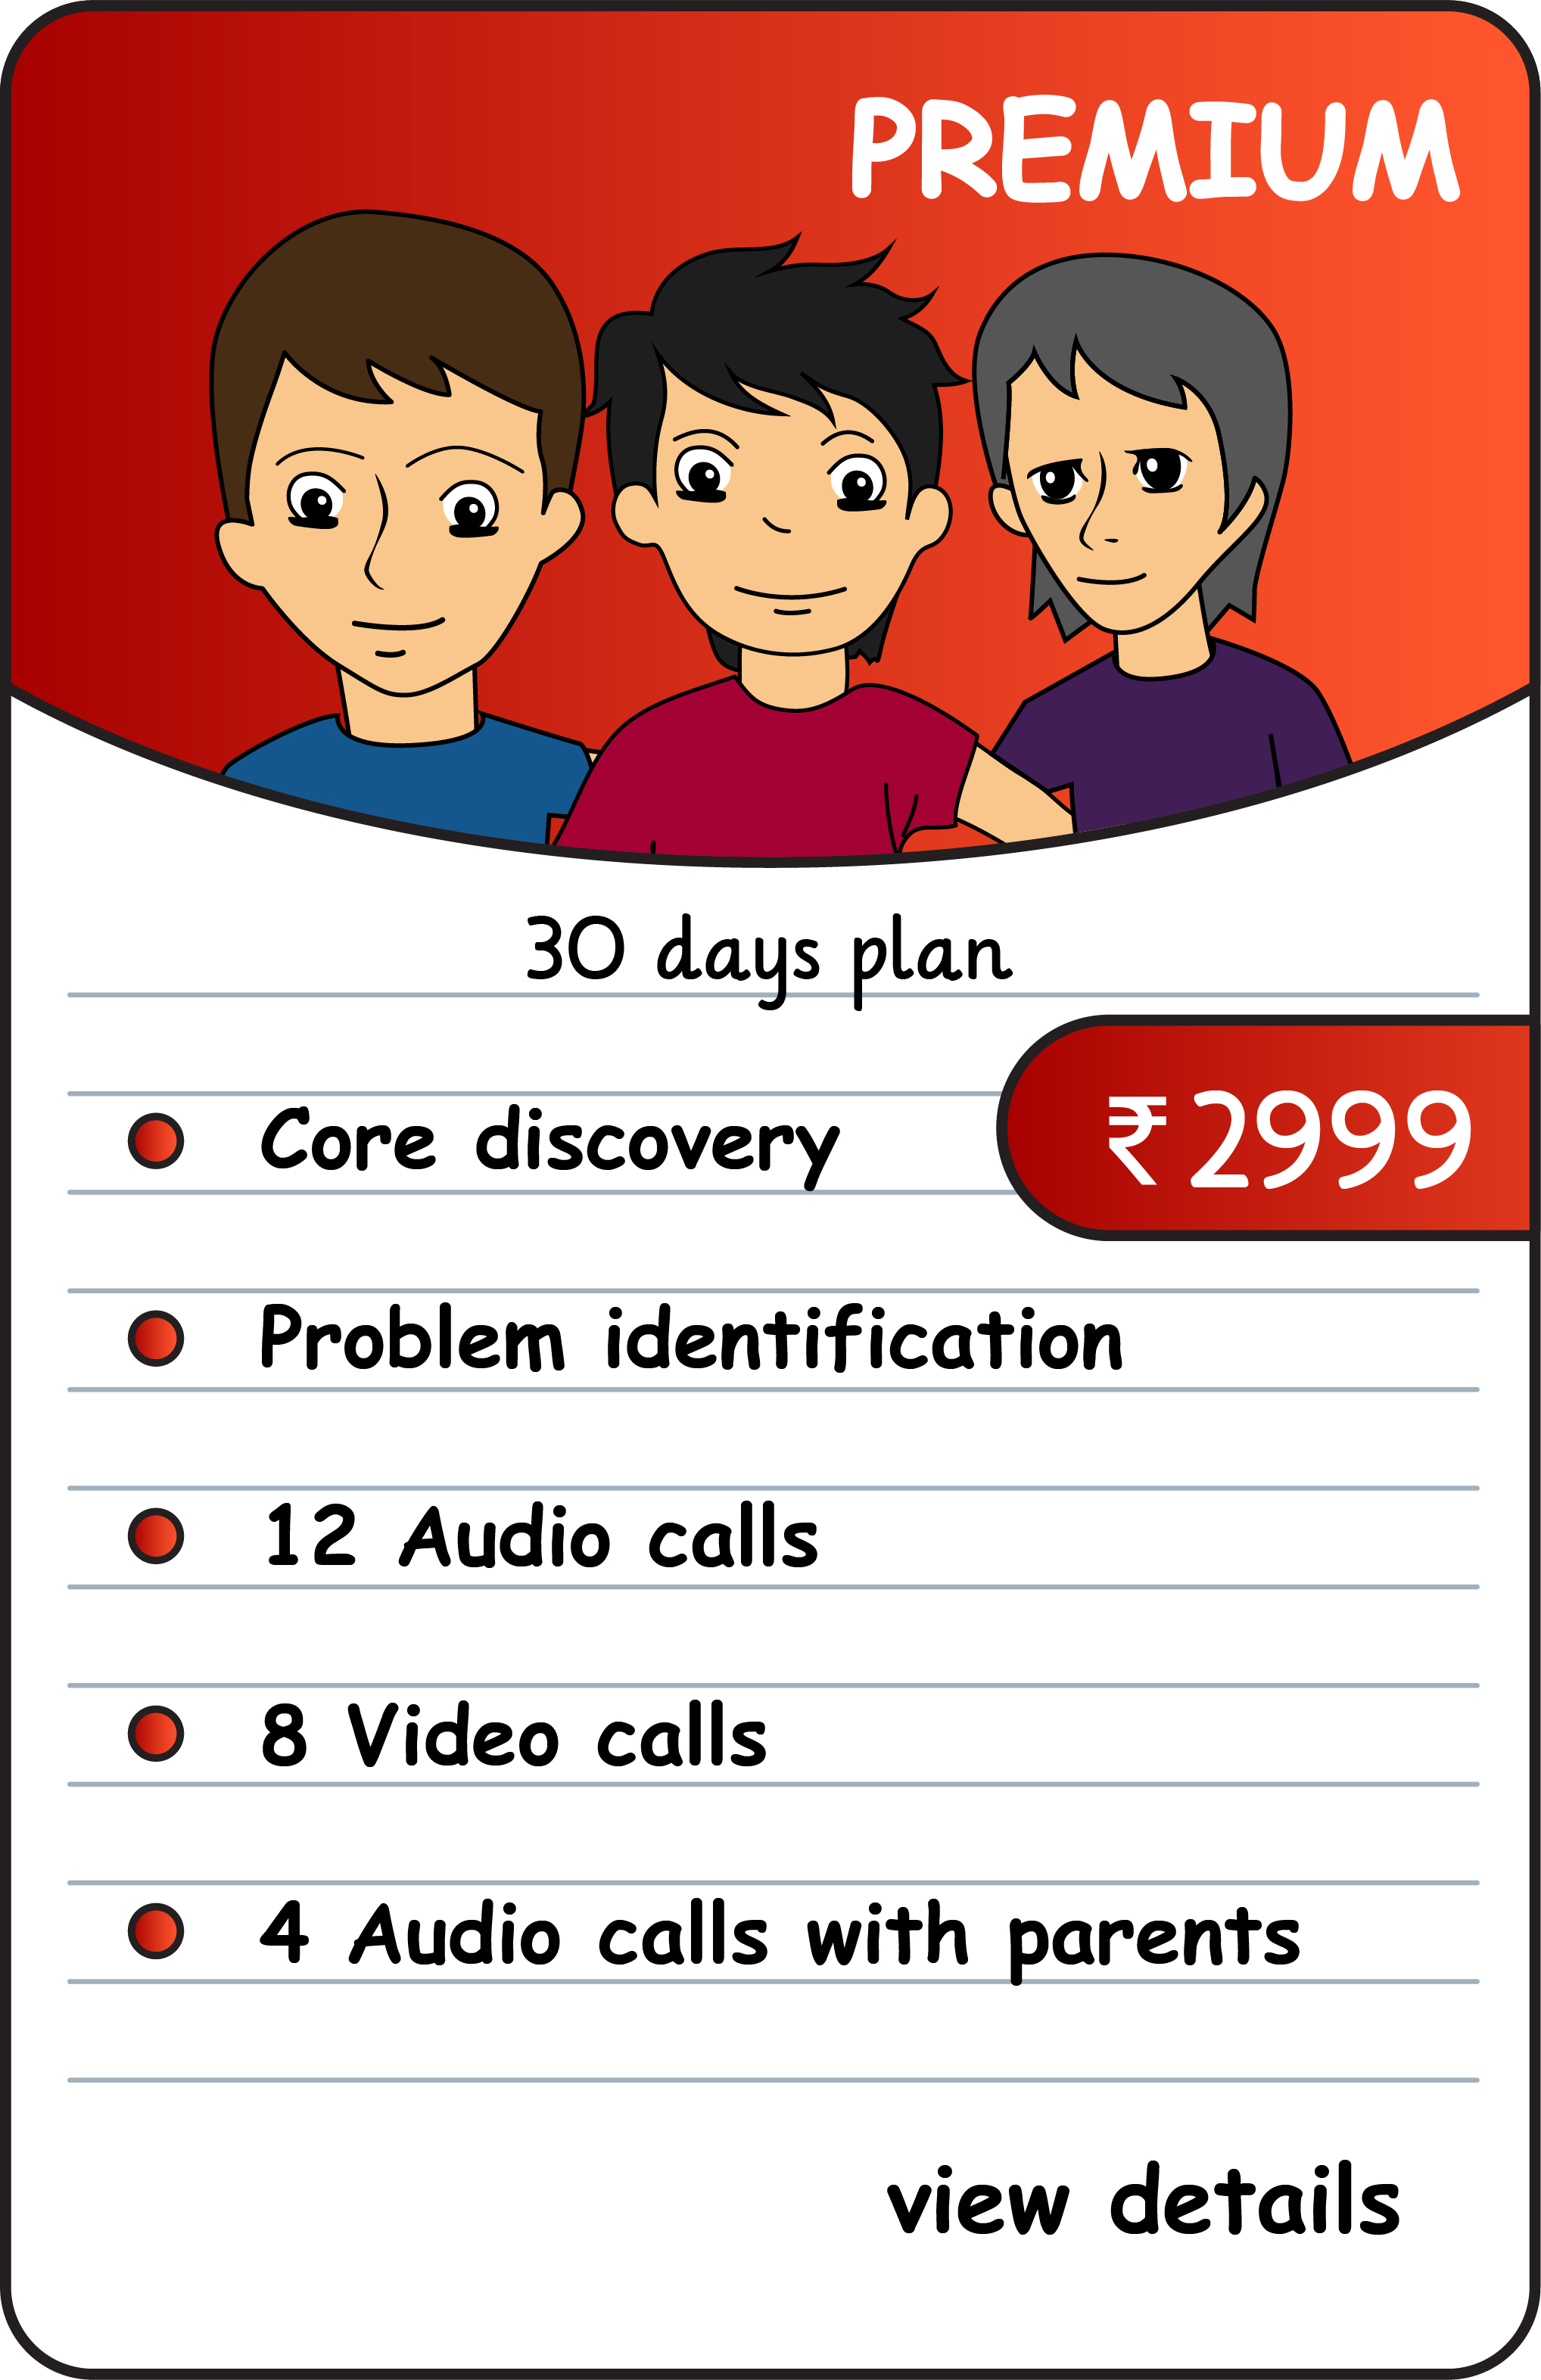 PREMIUM
30 days plan
₹2999
Core discovery
Problem identification
12 Audio calls
8 Video calls
4 Audio calls with parents
view details